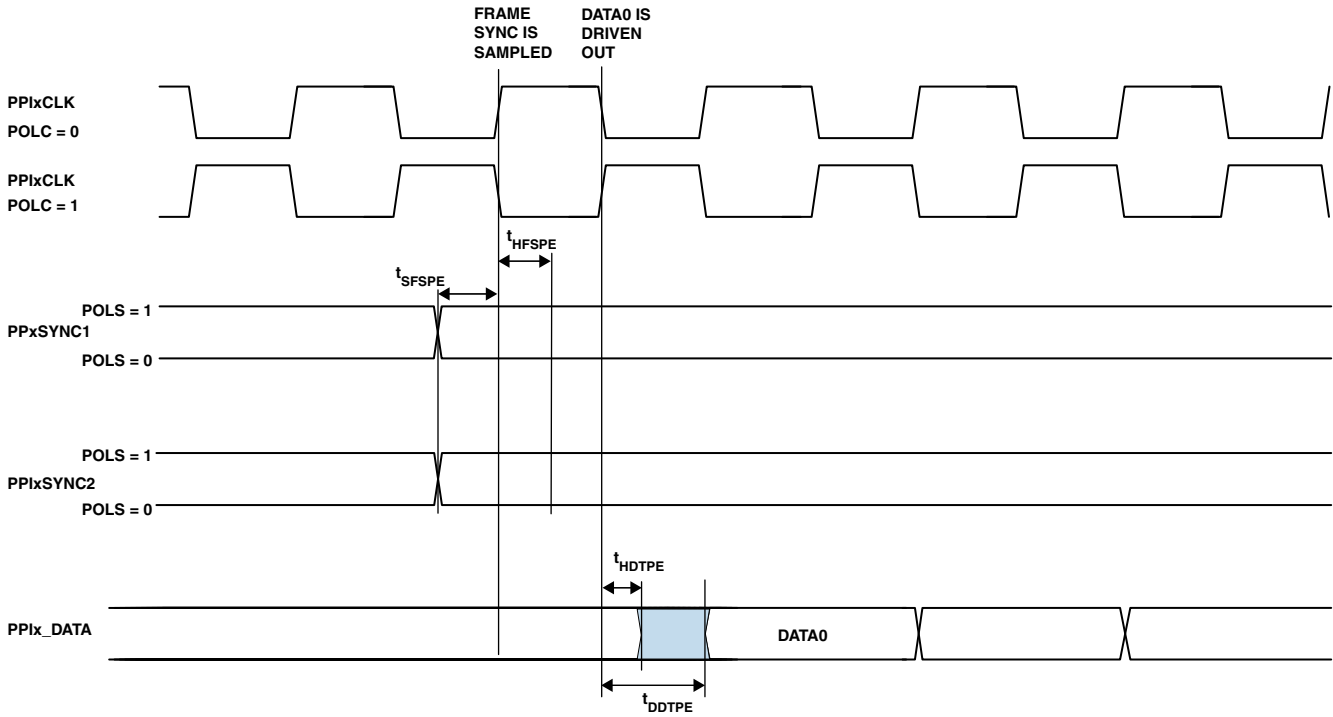 FRAME
SYNC IS
SAMPLED
DATA0 IS
DRIVEN
OUT
PPIxCLK
POLC = 0
PPIxCLK
POLC = 1
tHFSPE
tSFSPE
POLS = 1
PPxSYNC1
POLS = 0
POLS = 1
PPIxSYNC2
POLS = 0
tHDTPE
PPIx_DATA
DATA0
tDDTPE